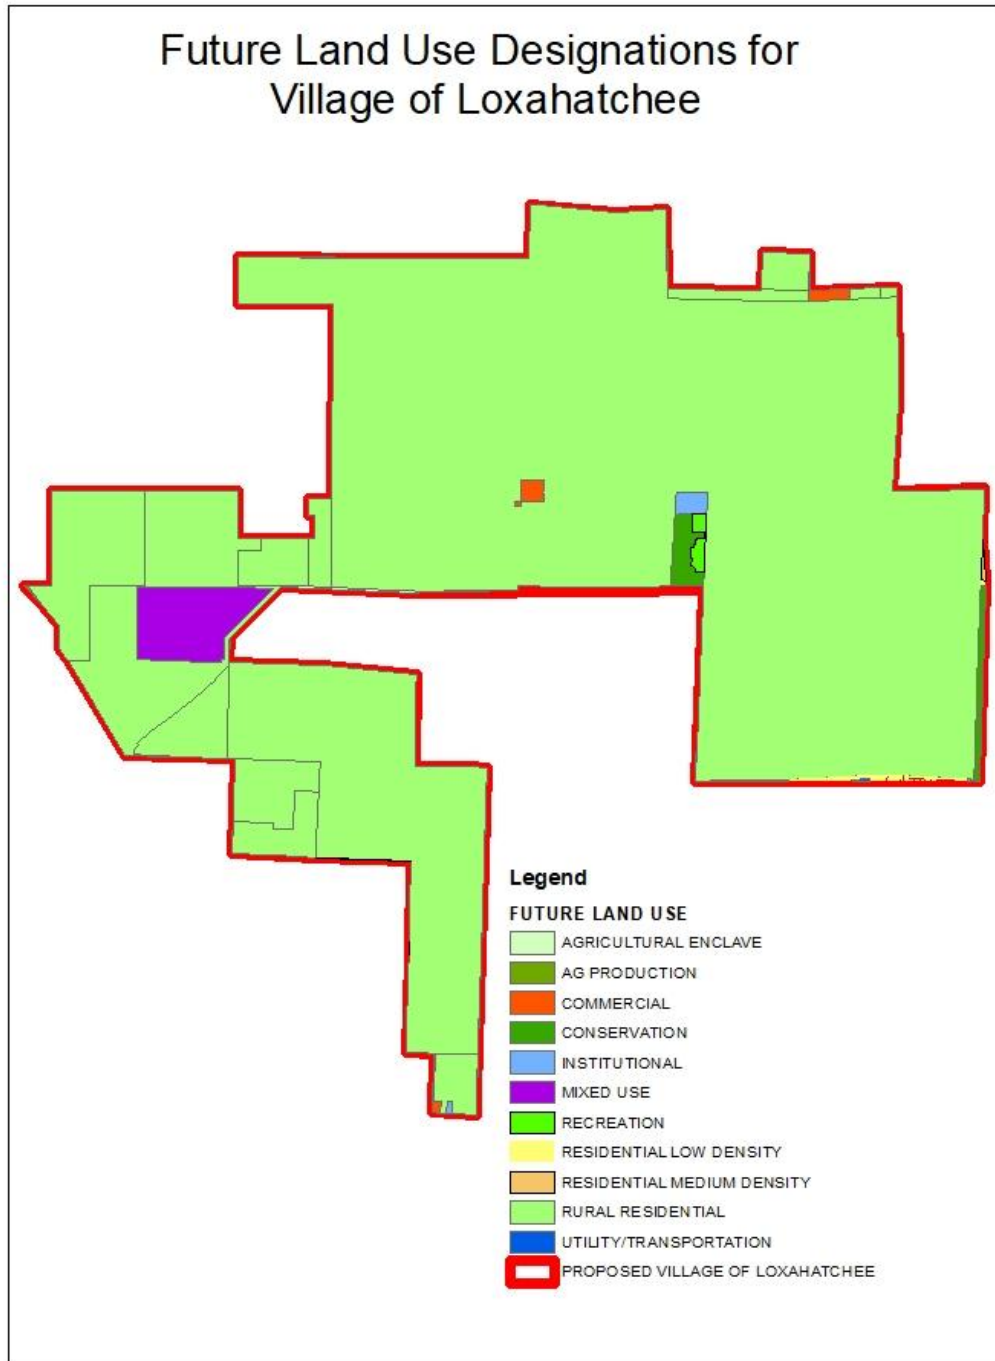 Future Land Use Designations for
Village of Loxahatchee
Legend
FUTURE LAND USE
AGRICULTURAL ENCLAVE
AG PRODUCTION
COMMERCIAL
CONSERVATION
INSTITUTIONAL
MIXED USE
RECREATION
RESIDENTIAL LOW DENSITY
RESIDENTIAL MEDIUM DENSITY
RURAL RESIDENTIAL
UTILITY/TRANSPORTATION
PROPOSED VILLAGE OF LOXAHATCHEE